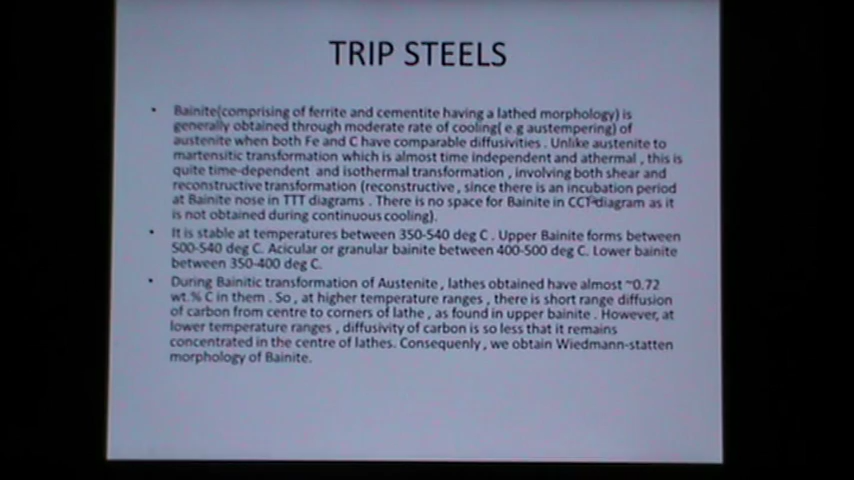 TRIP STEELS
• Bainite(comprising of ferrite and cementite having a lathed morphology) is
generally obtained through moderate rate of cooling( e.g austempering) of
austenite when both Fe and C have comparable diffusivities . Unlike austenite to
martensitic transformation which is almost time independent and athermal , this is
quite time-dependent and isothermal transformation , involving both shear and
reconstructive transformation (reconstructive , since there is an incubation period
at Bainite nose in TTT diagrams . There is no space for Bainite in CCT diagram as it
is not obtained during continuous cooling).
• It is stable at temperatures between 350-540 deg C . Upper Bainite forms between
500-540 deg C. Acicular or granular bainite between 400-500 deg C. Lower bainite
between 350-400 deg C.
• During Bainitic transformation of Austenite , lathes obtained have almost ~0.72
wt.% C in them . So , at higher temperature ranges , there is short range diffusion
of carbon from centre to corners of lathe , as found in upper bainite . However, at
lower temperature ranges , diffusivity of carbon is so less that it remains
concentrated in the centre of lathes. Consequenly , we obtain Wiedmann-statten
morphology of Bainite.